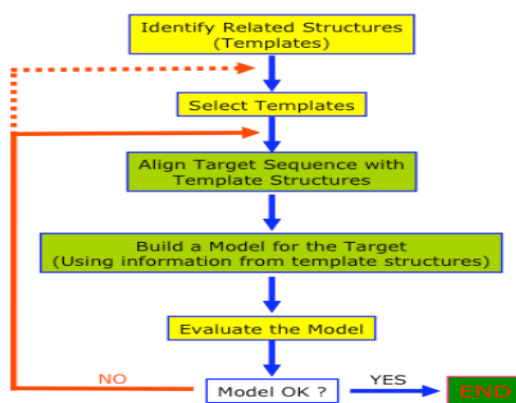 Identify Related Structures
(Templates)
Select Templates
Align Target Sequence with
Template Structures
Build a Model for the Target
(Using information from template structures)
Evaluate the Model
NO
Model OK ?
YES
END